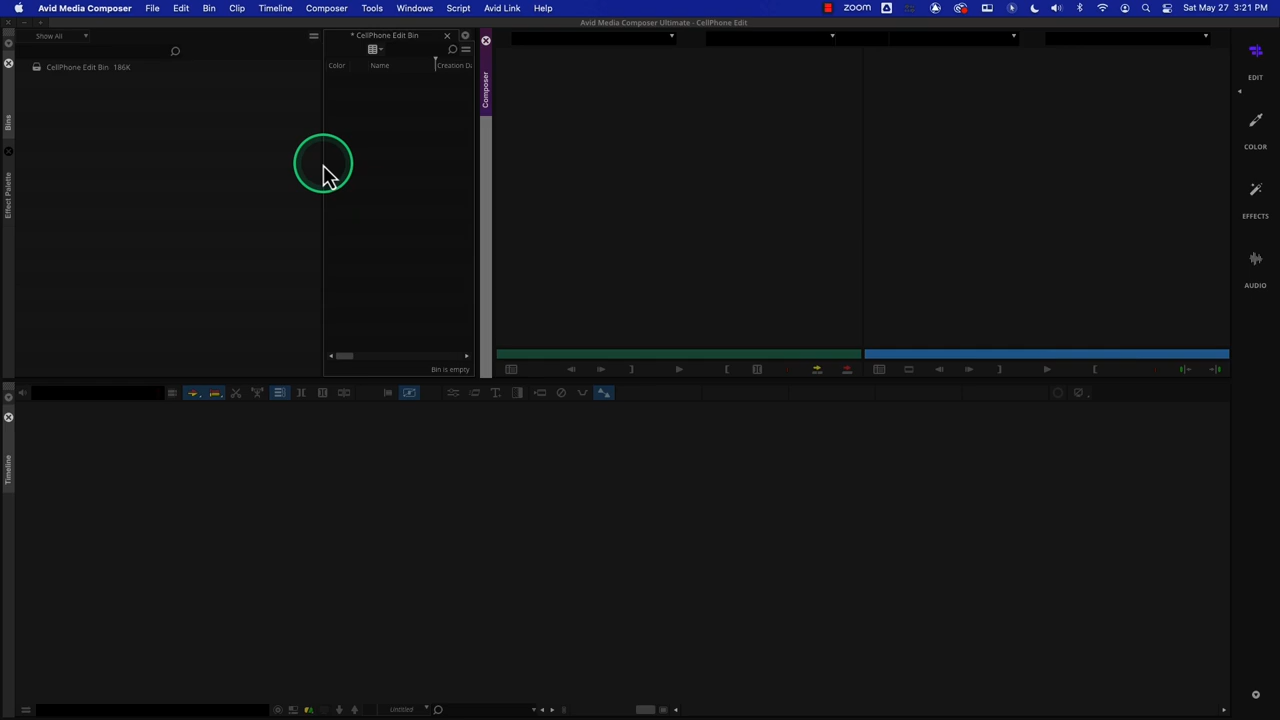 Avid Media Composer File Edit Bin Clip Timeline Composer Tools Windows Script Avid Link Help zoom Sat May 27 3:21 PM
Avid Media Composer Ultimate - CellPhone Edit
Show All
* CellPhone Edit Bin
CellPhone Edit Bin 186K
Color Name Creation Da
Bin is empty
Bins
Effect Palette
Composer
EDIT
COLOR
EFFECTS
AUDIO
Timeline
Untitled